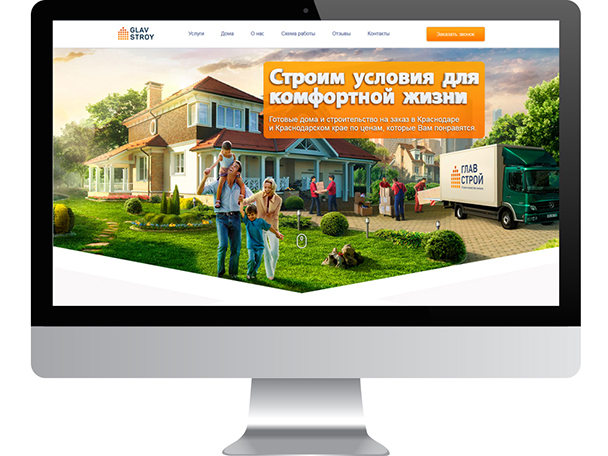 GLAV
STROY
Услуги Дома О нас Схема работы Отзывы Контакты
Заказать звонок
Строим условия для
комфортной жизни
Готовые дома и строительство на заказ в Краснодаре
и Краснодарском крае по ценам, которые Вам понравятся.
ГЛАВ
СТРОЙ